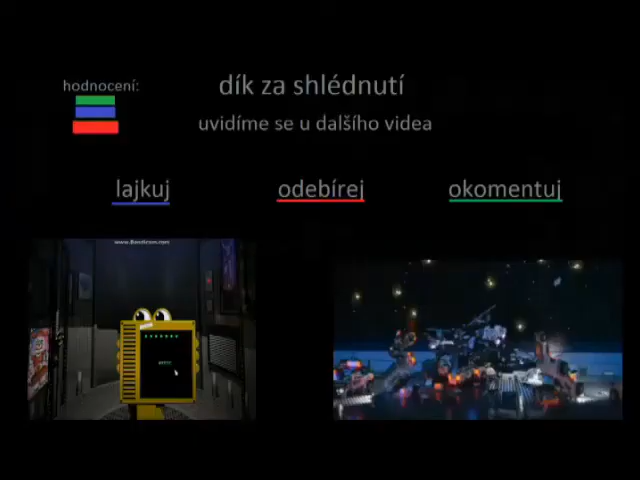 hodnocení:
dík za shlédnutí
uvidíme se u dalšího videa
lajkuj
odebírej
okomentuj